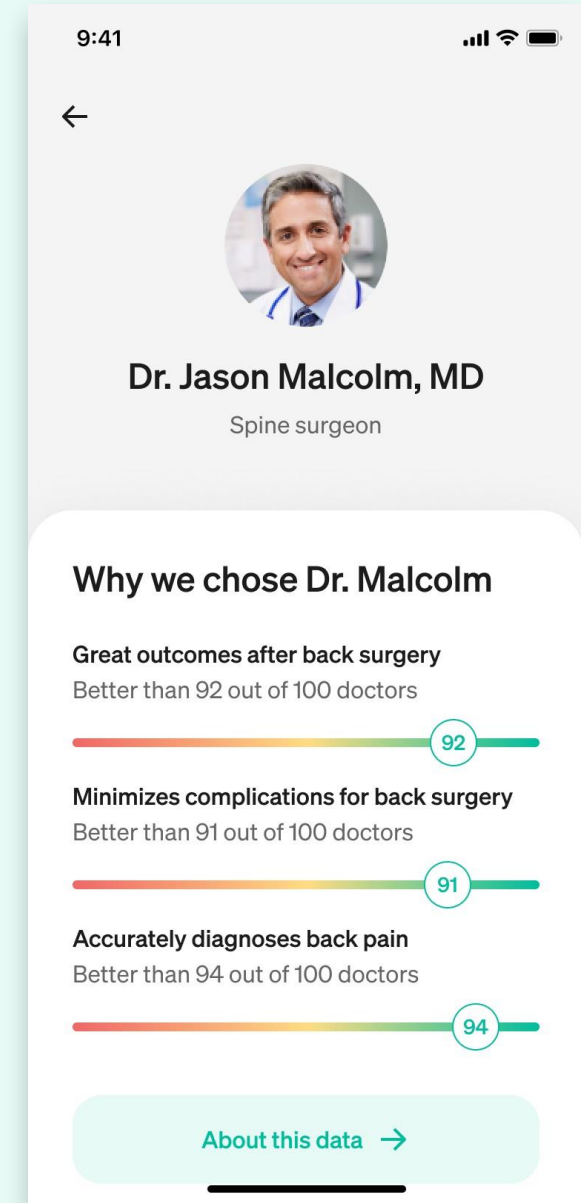 9:41
Dr. Jason Malcolm, MD
Spine surgeon
Why we chose Dr. Malcolm
Great outcomes after back surgery
Better than 92 out of 100 doctors
92
Minimizes complications for back surgery
Better than 91 out of 100 doctors
91
Accurately diagnoses back pain
Better than 94 out of 100 doctors
94
About this data